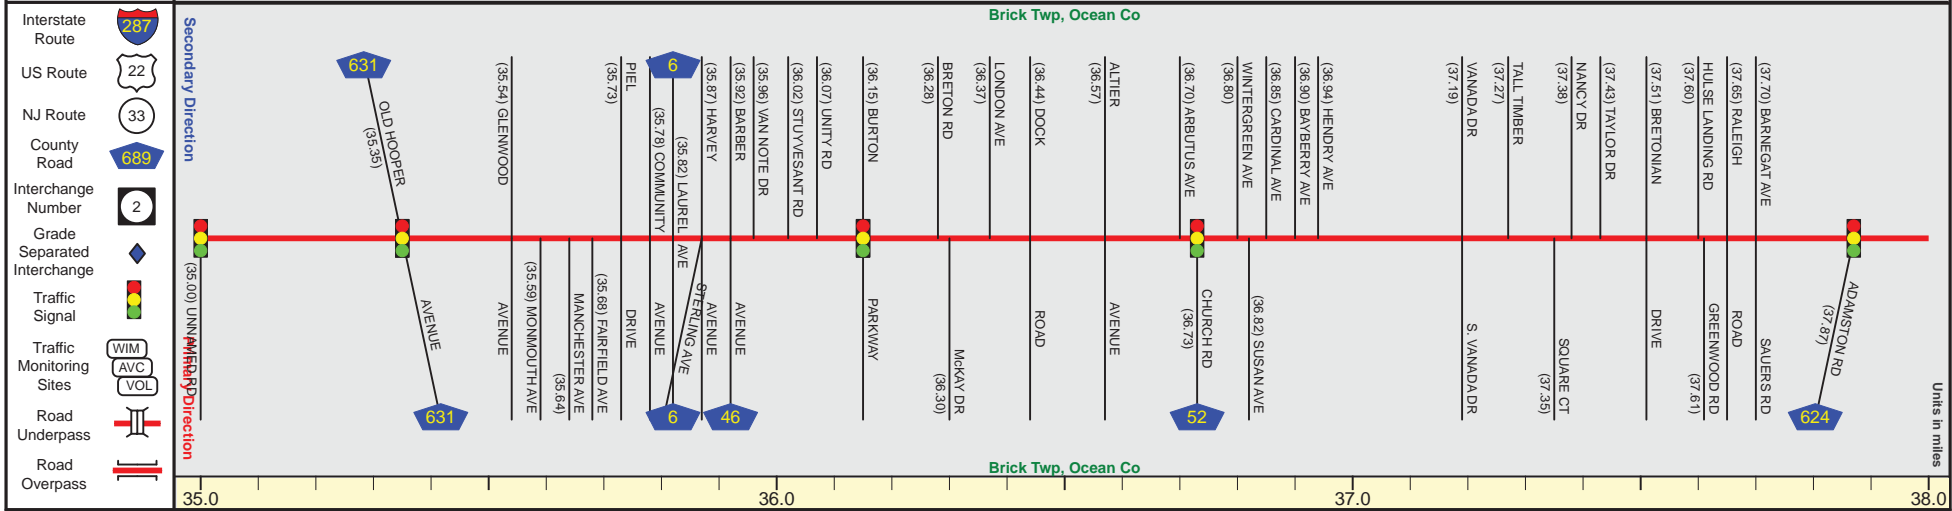 Interstate
Route
287
US Route
22
NJ Route
33
County
Road
689
Interchange
Number
2
Grade
Separated
Interchange
Traffic
Signal
Traffic
Monitoring
Sites
WIM
AVC
VOL
Road
Underpass
Road
Overpass
Secondary Direction
Primary Direction
Brick Twp, Ocean Co
(35.00) UNNAMED RD
631
OLD HOOPER
(35.35)
AVENUE
631
(35.54) GLENWOOD
AVENUE
(35.59) MONMOUTH AVE
MANCHESTER AVE
(35.64)
(35.68) FAIRFIELD AVE
PIEL
(35.73)
DRIVE
(35.78) COMMUNITY
AVENUE
6
(35.82) LAUREL AVE
STERLING AVE
6
(35.87) HARVEY
AVENUE
(35.92) BARBER
AVENUE
46
(35.96) VAN NOTE DR
(36.02) STUYVESANT RD
(36.07) UNITY RD
(36.15) BURTON
PARKWAY
BRETON RD
(36.28)
McKAY DR
(36.30)
LONDON AVE
(36.37)
(36.44) DOCK
ROAD
ALTIER
(36.57)
AVENUE
(36.70) ARBUTUS AVE
CHURCH RD
(36.73)
52
WINTERGREEN AVE
(36.80)
(36.82) SUSAN AVE
(36.85) CARDINAL AVE
(36.90) BAYBERRY AVE
(36.94) HENDRY AVE
VANADA DR
(37.19)
S. VANADA DR
TALL TIMBER
(37.27)
SQUARE CT
(37.35)
NANCY DR
(37.38)
(37.43) TAYLOR DR
(37.51) BRETONIAN
DRIVE
HULSE LANDING RD
(37.60)
GREENWOOD RD
(37.61)
(37.65) RALEIGH
ROAD
(37.70) BARNEGAT AVE
SAUERS RD
ADAMSTON RD
(37.87)
624
Brick Twp, Ocean Co
Units in miles
35.0
36.0
37.0
38.0